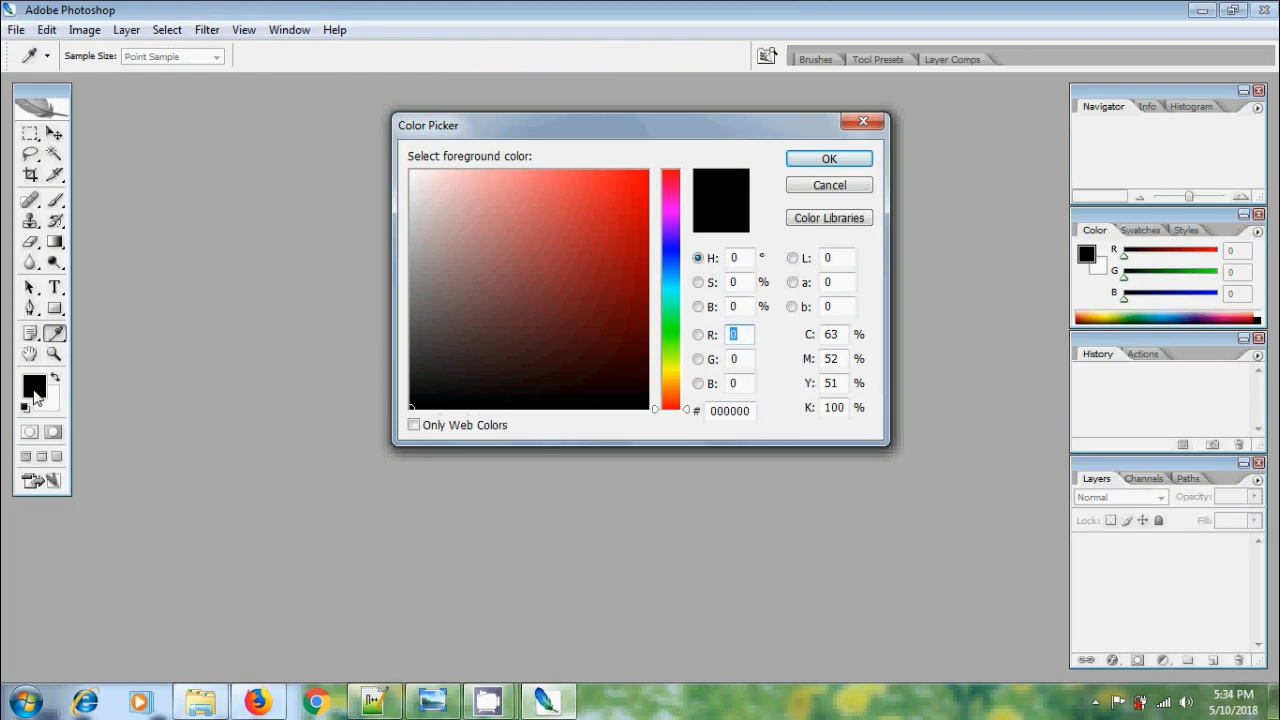 Adobe Photoshop
File Edit Image Layer Select Filter View Window Help
Sample Size: Point Sample
Brushes Tool Presets Layer Comps
Navigator Info Histogram
Color Picker
Select foreground color:
OK
Cancel
Color Libraries
H: 0 ° L: 0
S: 0 % a: 0
B: 0 % b: 0
R: 0 C: 63 %
G: 0 M: 52 %
B: 0 Y: 51 %
# 000000 K: 100 %
Only Web Colors
T
Color Swatches Styles
R 0
G 0
B 0
History Actions
Layers Channels Paths
Normal Opacity:
Lock: Fill:
5:34 PM
5/10/2018